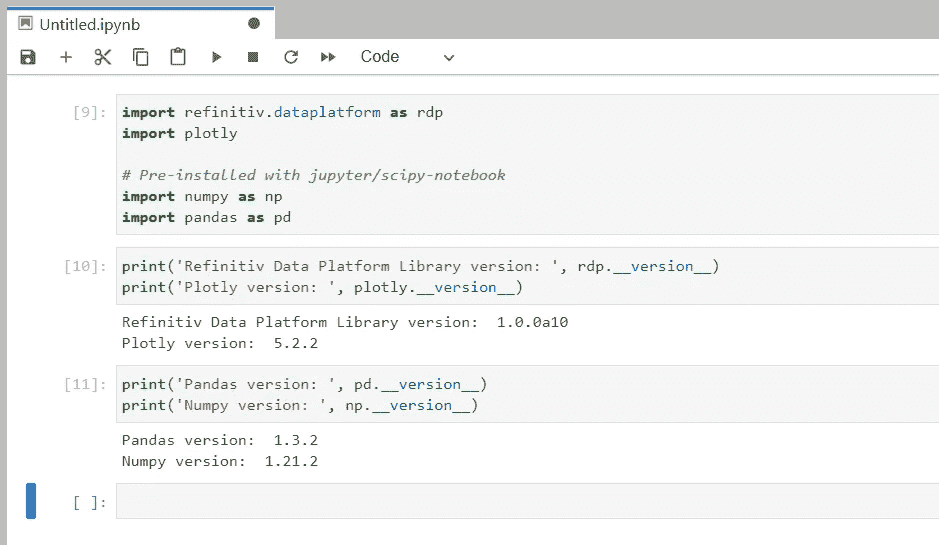 Untitled.ipynb
Code
[9]:
import refinitiv.dataplatform as rdp
import plotly
# Pre-installed with jupyter/scipy-notebook
import numpy as np
import pandas as pd
[10]:
print('Refinitiv Data Platform Library version: ', rdp.__version__)
print('Plotly version: ', plotly.__version__)
Refinitiv Data Platform Library version:  1.0.0a10
Plotly version:  5.2.2
[11]:
print('Pandas version: ', pd.__version__)
print('Numpy version: ', np.__version__)
Pandas version:  1.3.2
Numpy version:  1.21.2
[ ]: